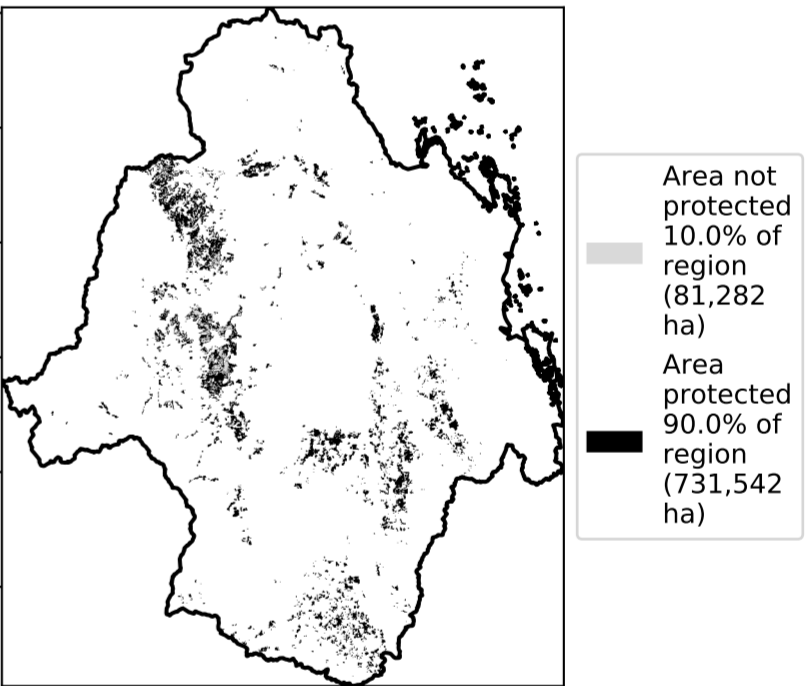 Area not
protected
10.0% of
region
(81,282
ha)
Area
protected
90.0% of
region
(731,542
ha)